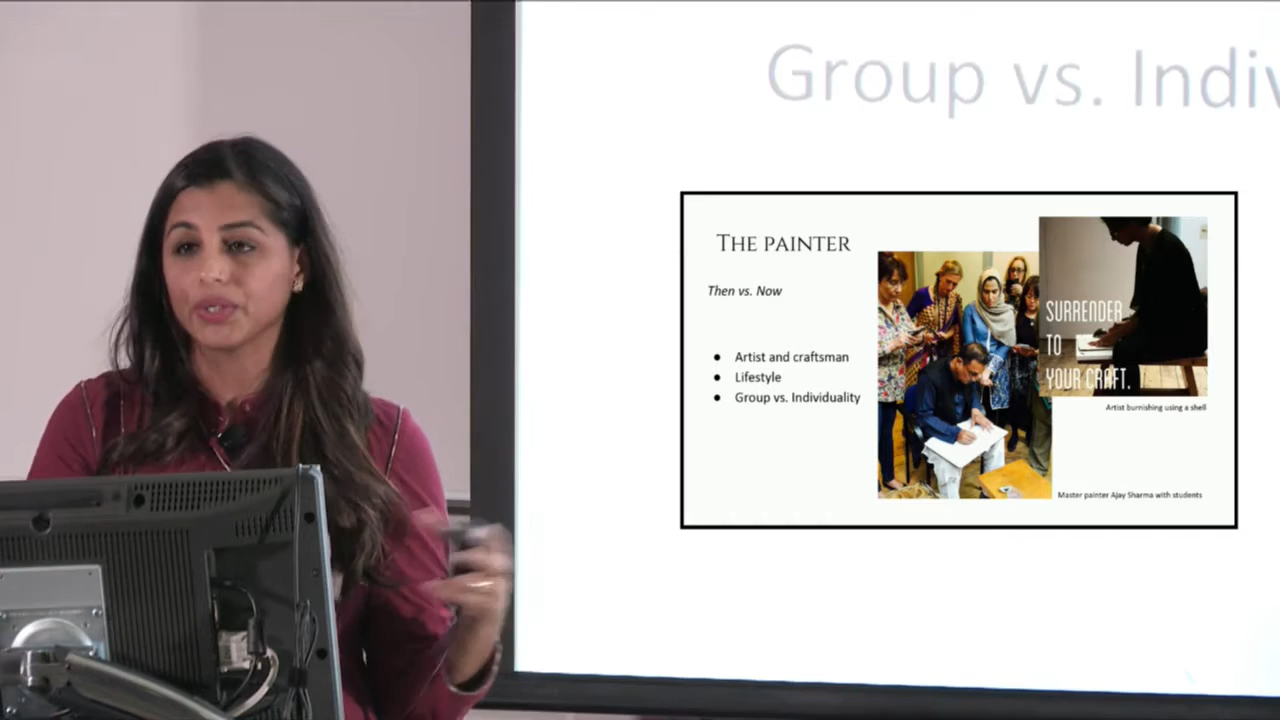 Group vs. Indiv
THE PAINTER
Then vs. Now
● Artist and craftsman
● Lifestyle
● Group vs. Individuality
SURRENDER
TO
YOUR CRAFT.
Artist burnishing using a shell
Master painter Ajay Sharma with students